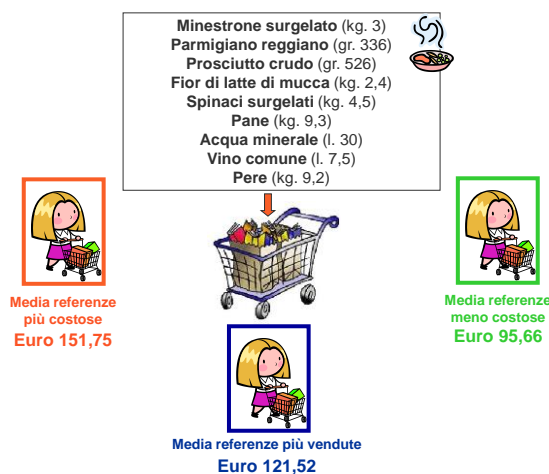 Minestrone surgelato (kg. 3)
Parmigiano reggiano (gr. 336)
Prosciutto crudo (gr. 526)
Fior di latte di mucca (kg. 2,4)
Spinaci surgelati (kg. 4,5)
Pane (kg. 9,3)
Acqua minerale (l. 30)
Vino comune (l. 7,5)
Pere (kg. 9,2)
Media referenze
più costose
Euro 151,75
Media referenze
meno costose
Euro 95,66
Media referenze più vendute
Euro 121,52